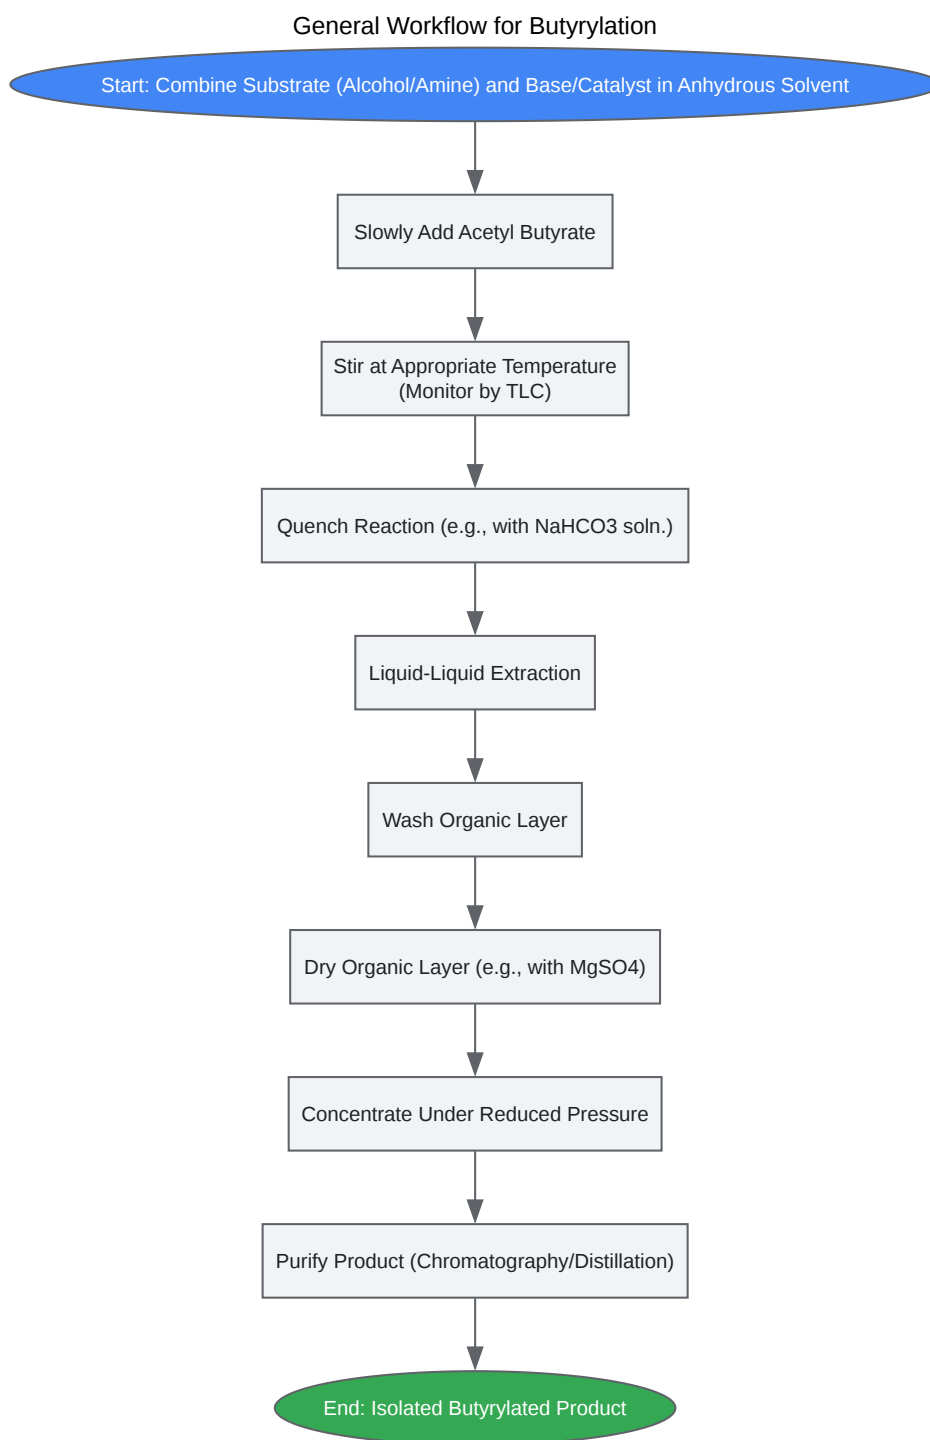 General Workflow for Butyrylation
Start: Combine Substrate (Alcohol/Amine) and Base/Catalyst in Anhydrous Solvent
Slowly Add Acetyl Butyrate
Stir at Appropriate Temperature
(Monitor by TLC)
Quench Reaction (e.g., with NaHCO3 soln.)
Liquid-Liquid Extraction
Wash Organic Layer
Dry Organic Layer (e.g., with MgSO4)
Concentrate Under Reduced Pressure
Purify Product (Chromatography/Distillation)
End: Isolated Butyrylated Product